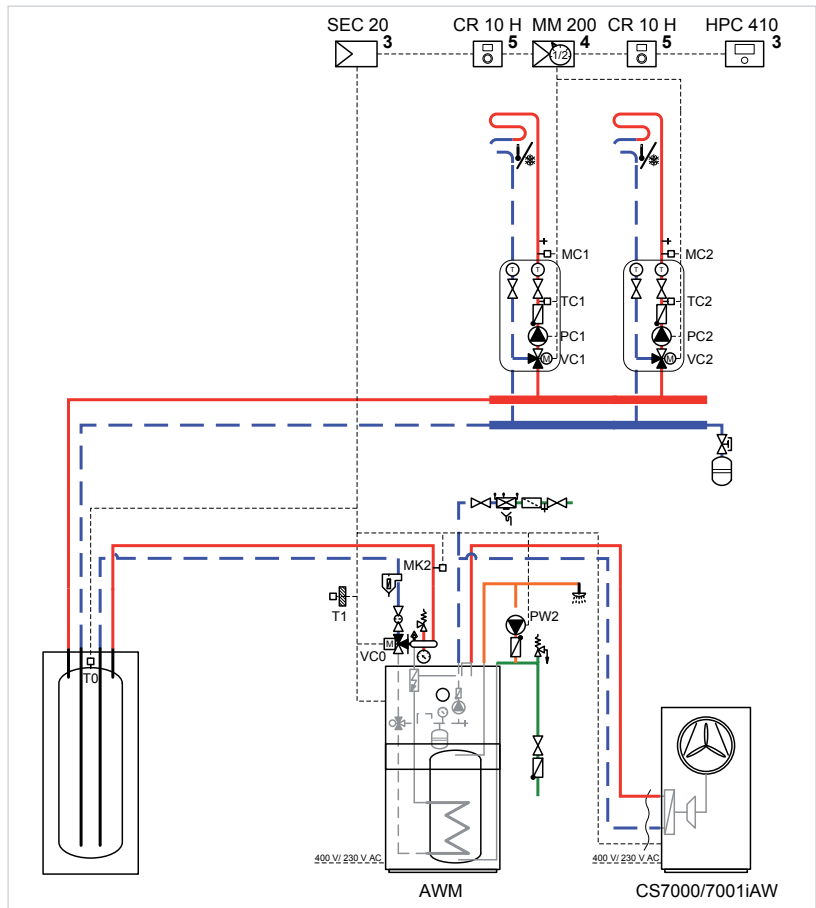 SEC 20 CR 10 H MM 200 CR 10 H HPC 410
3 5 4 5 3
-1/2-
MC1 MC2
T T T T
TC1 TC2
PC1 PC2
M VC1 M VC2
MK2
T1
PW2
M
VC0
T0
400 V/ 230 V AC 400 V/ 230 V AC
AWM CS7000/7001iAW